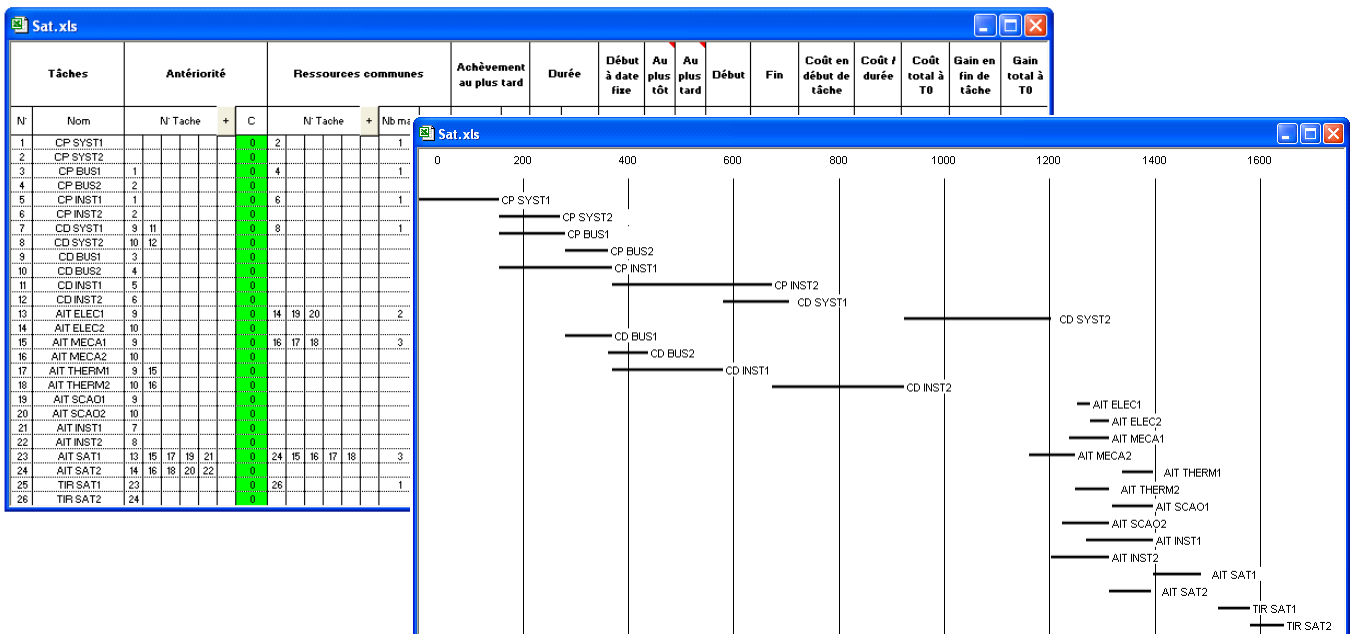 Sat.xls
Tâches Antériorité Ressources communes Achèvement au plus tard Durée Début à date fixe Au plus tôt Au plus tard Début Fin Coût en début de tâche Coût / durée Coût total à T0 Gain en fin de tâche Gain total à T0
N° Nom N° Tache + C N° Tache + Nb ma
1 CP SYST1 0 2 1
2 CP SYST2 0
3 CP BUS1 1 0 4 1
4 CP BUS2 2 0
5 CP INST1 1 0 6 1
6 CP INST2 2 0
7 CD SYST1 9 11 0 8 1
8 CD SYST2 10 12 0
9 CD BUS1 3 0
10 CD BUS2 4 0
11 CD INST1 5 0
12 CD INST2 6 0
13 AIT ELEC1 9 0 14 19 20 2
14 AIT ELEC2 10 0
15 AIT MECA1 9 0 16 17 18 3
16 AIT MECA2 10 0
17 AIT THERM1 9 15 0
18 AIT THERM2 10 16 0
19 AIT SCAO1 9 0
20 AIT SCAO2 10 0
21 AIT INST1 7 0
22 AIT INST2 8 0
23 AIT SAT1 13 15 17 19 21 0 24 15 16 17 18 3
24 AIT SAT2 14 16 18 20 22 0
25 TIR SAT1 23 0 26 1
26 TIR SAT2 24 0
Sat.xls
0 200 400 600 800 1000 1200 1400 1600
CP SYST1
CP SYST2
CP BUS1
CP BUS2
CP INST1
CP INST2
CD SYST1
CD SYST2
CD BUS1
CD BUS2
CD INST1
CD INST2
AIT ELEC1
AIT ELEC2
AIT MECA1
AIT MECA2
AIT THERM1
AIT THERM2
AIT SCAO1
AIT SCAO2
AIT INST1
AIT INST2
AIT SAT1
AIT SAT2
TIR SAT1
TIR SAT2